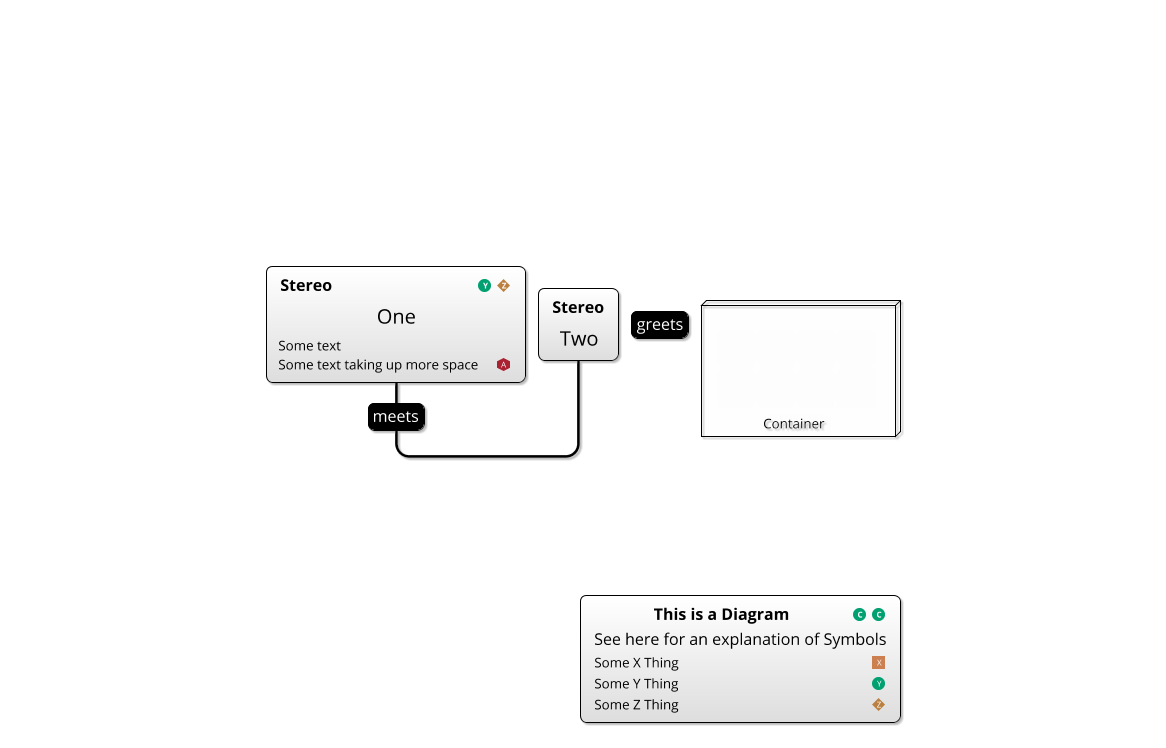 Stereo Y Z
One
Some text
Some text taking up more space A
Stereo
Two
greets
meets
Container
This is a Diagram C C
See here for an explanation of Symbols
Some X Thing X
Some Y Thing Y
Some Z Thing Z